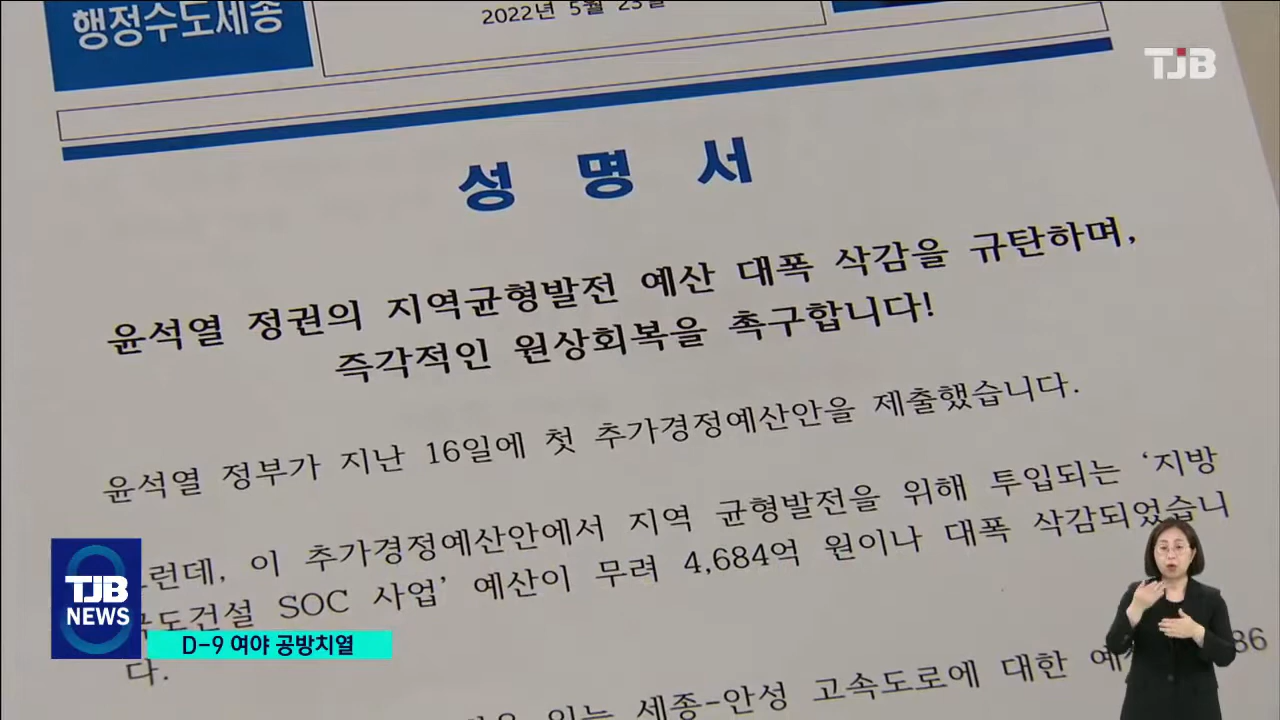 행정수도세종
2022년 5월 23일
TJB
성 명 서
윤석열 정권의 지역균형발전 예산 대폭 삭감을 규탄하며,
즉각적인 원상회복을 촉구합니다!
윤석열 정부가 지난 16일에 첫 추가경정예산안을 제출했습니다.
이 추가경정예산안에서 지역 균형발전을 위해 투입되는 ‘지방
국도건설 SOC 사업’ 예산이 무려 4,684억 원이나 대폭 삭감되었습니
다.
세종-안성 고속도로에 대한
TJB
NEWS
D-9 여야 공방치열